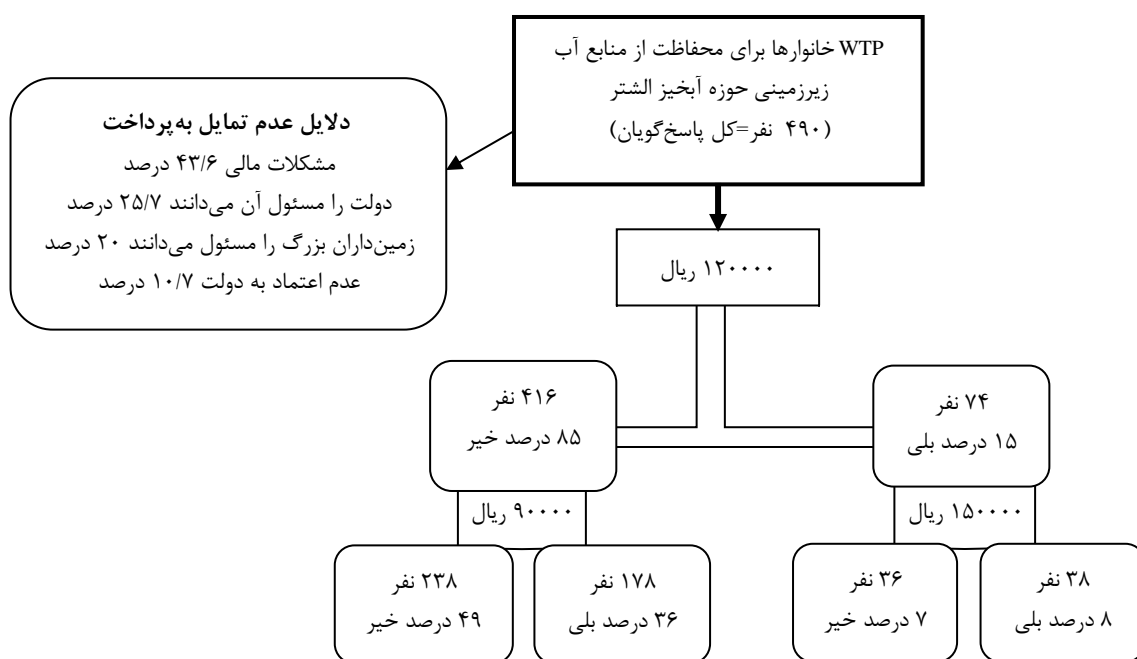 WTP خانوارها برای محفاظت از منابع آب
زیرزمینی حوزه آبخیز الشتر
(۴۹۰ نفر=کل پاسخ‌گویان)
دلایل عدم تمایل به‌پرداخت
مشکلات مالی ۴۳/۶ درصد
دولت را مسئول آن می‌دانند ۲۵/۷ درصد
زمین‌داران بزرگ را مسئول می‌دانند ۲۰ درصد
عدم اعتماد به دولت ۱۰/۷ درصد
۱۲۰۰۰۰ ریال
۷۴ نفر
۱۵ درصد بلی
۴۱۶ نفر
۸۵ درصد خیر
۱۵۰۰۰۰ ریال
۹۰۰۰۰ ریال
۳۸ نفر
۸ درصد بلی
۳۶ نفر
۷ درصد خیر
۱۷۸ نفر
۳۶ درصد بلی
۲۳۸ نفر
۴۹ درصد خیر